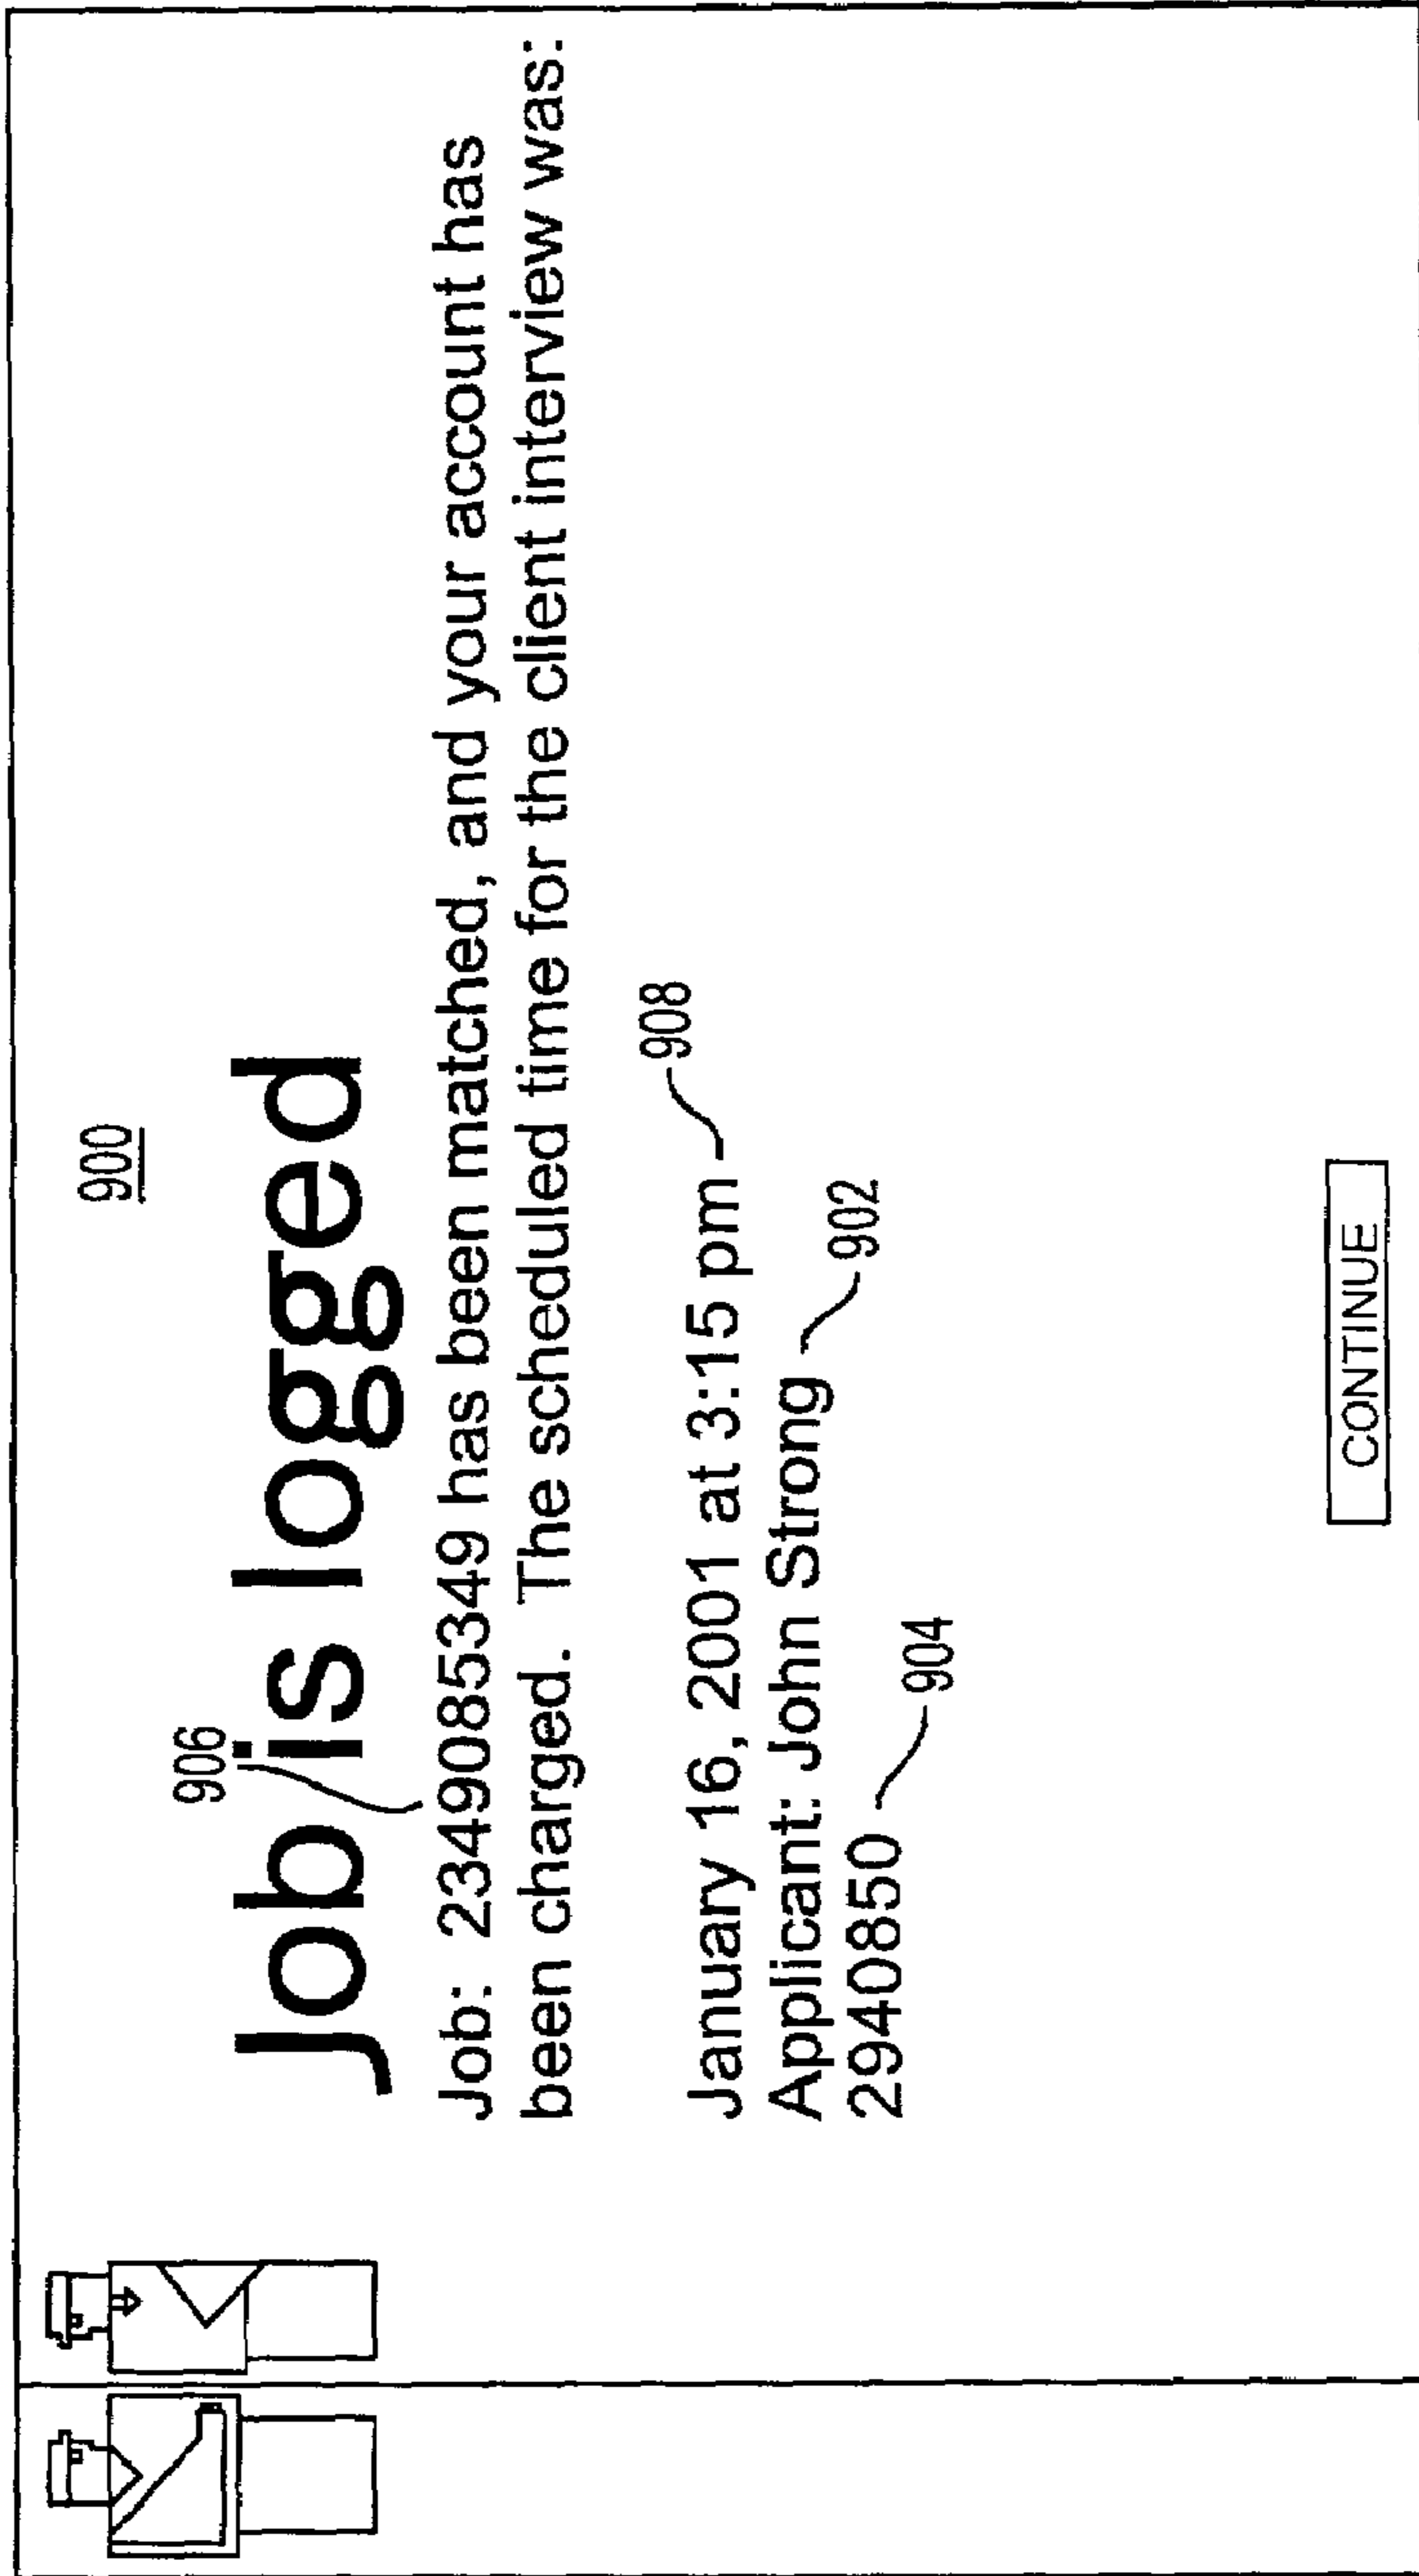 900
906
Job is logged
Job: 2349085349 has been matched, and your account has
been charged. The scheduled time for the client interview was:
908
January 16, 2001 at 3:15 pm
902
Applicant: John Strong
904
2940850
CONTINUE